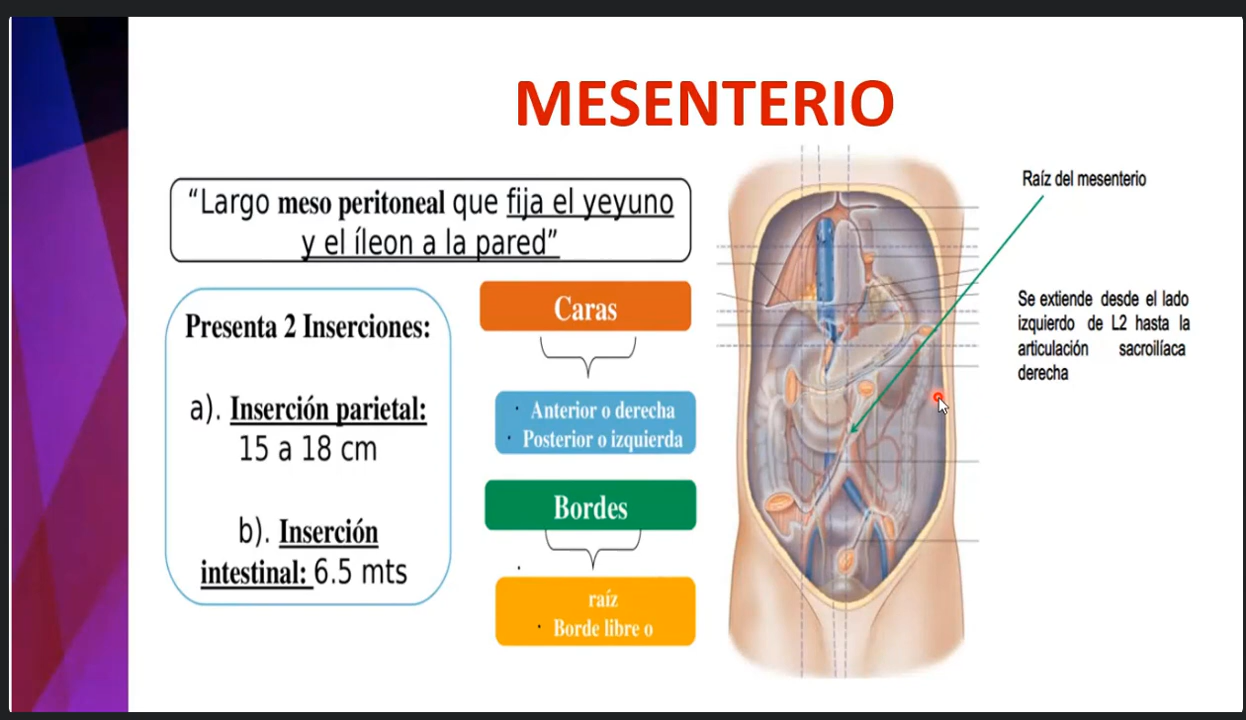 MESENTERIO
“Largo meso peritoneal que fija el yeyuno
y el íleon a la pared”
Presenta 2 Inserciones:
a). Inserción parietal:
15 a 18 cm
b). Inserción
intestinal: 6.5 mts
Caras
· Anterior o derecha
· Posterior o izquierda
Bordes
·
raíz
· Borde libre o
Raíz del mesenterio
Se extiende desde el lado
izquierdo de L2 hasta la
articulación sacroilíaca
derecha